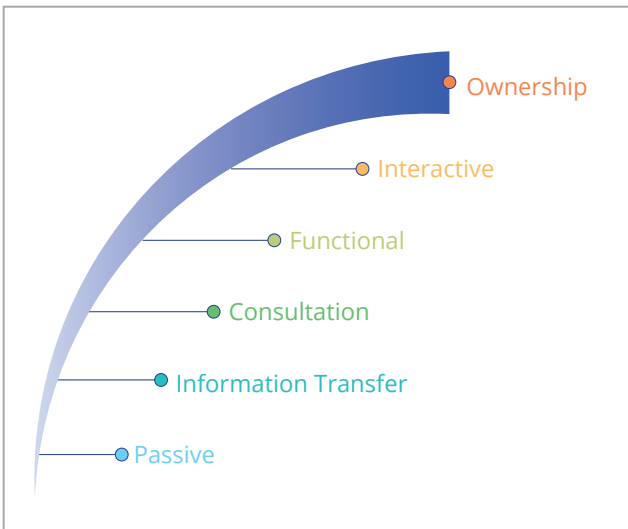 Ownership
Interactive
Functional
Consultation
Information Transfer
Passive